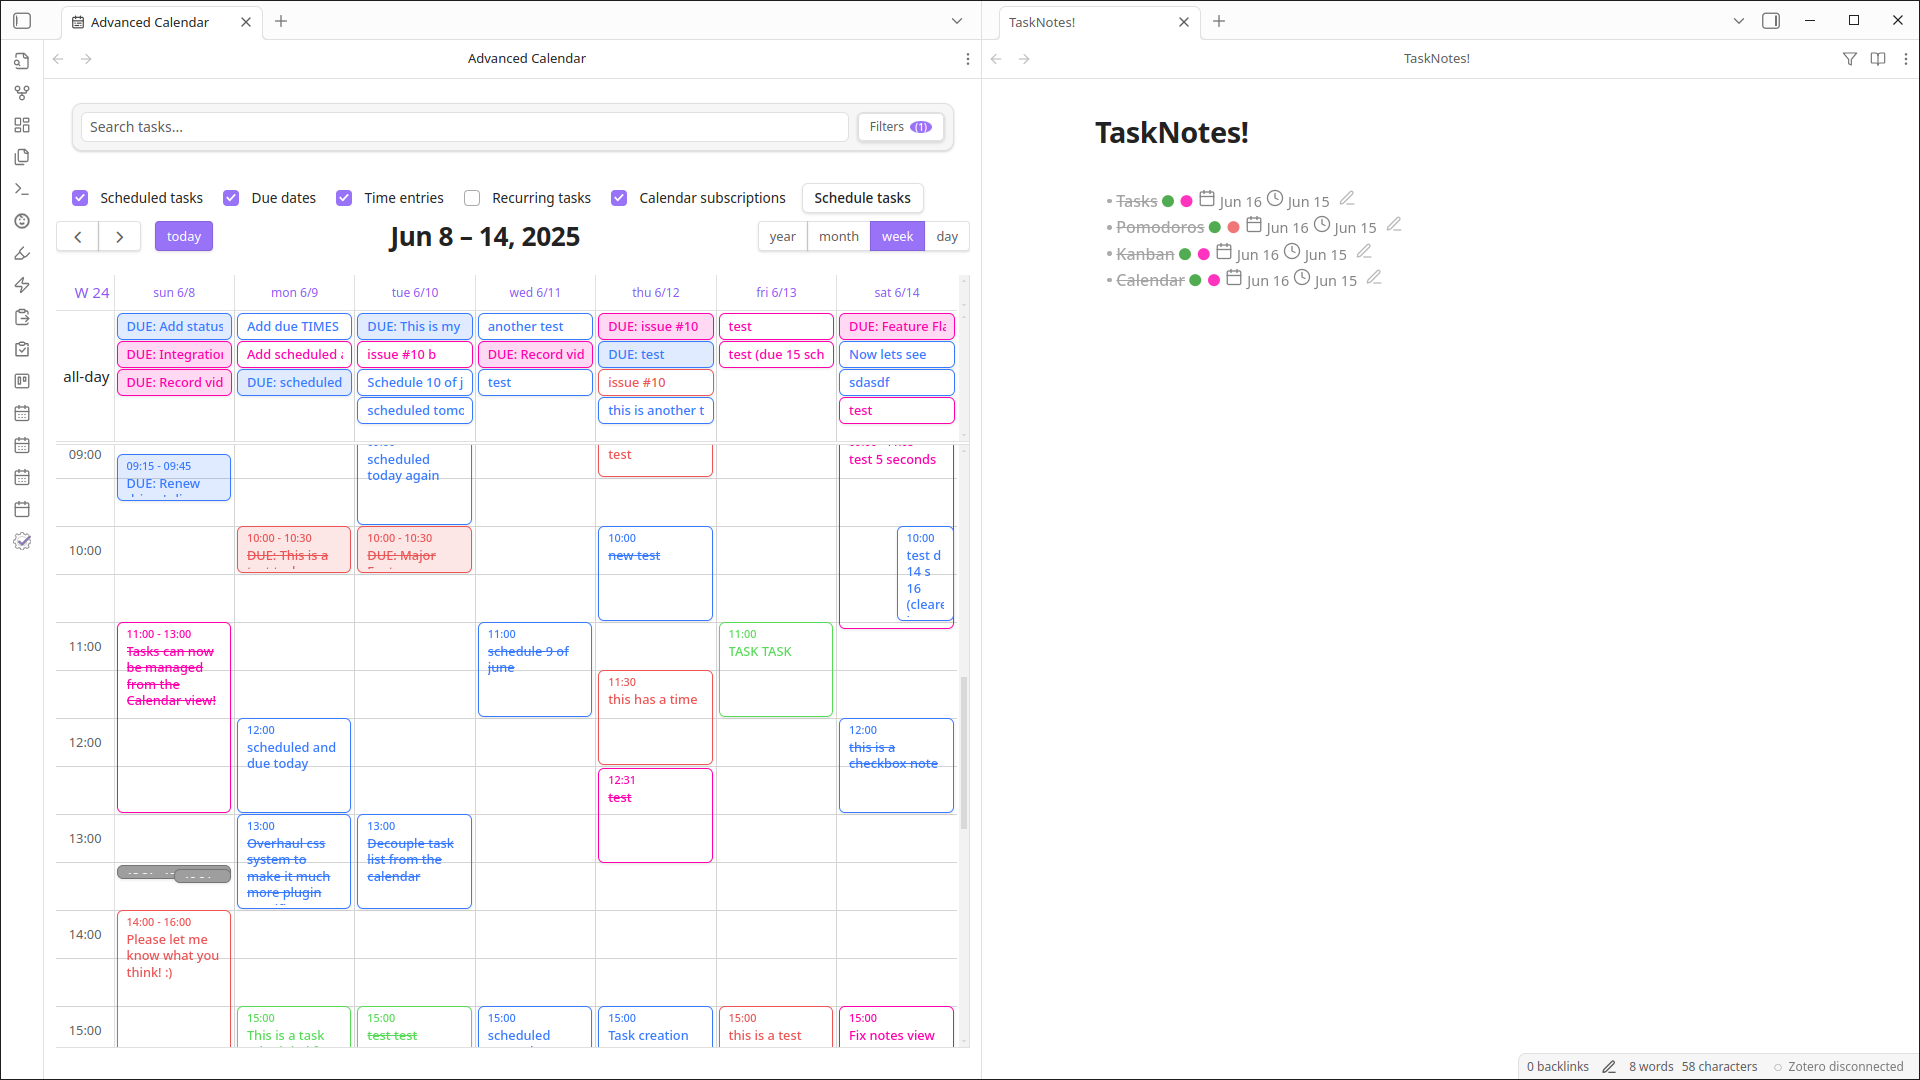 Advanced Calendar
TaskNotes!
Advanced Calendar
TaskNotes!
Search tasks...
Filters (1)
Scheduled tasks
Due dates
Time entries
Recurring tasks
Calendar subscriptions
Schedule tasks
today
Jun 8 – 14, 2025
year month week day
W 24 sun 6/8 mon 6/9 tue 6/10 wed 6/11 thu 6/12 fri 6/13 sat 6/14
all-day
DUE: Add status
DUE: Integration
DUE: Record vid
Add due TIMES
Add scheduled
DUE: scheduled
DUE: This is my
issue #10 b
Schedule 10 of j
scheduled tomo
another test
DUE: Record vid
test
DUE: issue #10
DUE: test
issue #10
this is another t
test
test (due 15 sch
DUE: Feature Fla
Now lets see
sdasdf
test
09:00
10:00
11:00
12:00
13:00
14:00
15:00
09:15 - 09:45
DUE: Renew
11:00 - 13:00
Tasks can now
be managed
from the
Calendar view!
14:00 - 16:00
Please let me
know what you
think! :)
10:00 - 10:30
DUE: This is a
12:00
scheduled and
due today
13:00
Overhaul css
system to
make it much
more plugin
15:00
This is a task
scheduled
today again
10:00 - 10:30
DUE: Major
13:00
Decouple task
list from the
calendar
15:00
test test
11:00
schedule 9 of
june
15:00
scheduled
test
10:00
new test
11:30
this has a time
12:31
test
15:00
Task creation
11:00
TASK TASK
15:00
this is a test
test 5 seconds
10:00
test d
14 s
16
(cleare
12:00
this is a
checkbox note
15:00
Fix notes view
TaskNotes!
Tasks Jun 16 Jun 15
Pomodoros Jun 16 Jun 15
Kanban Jun 16 Jun 15
Calendar Jun 16 Jun 15
0 backlinks 8 words 58 characters Zotero disconnected